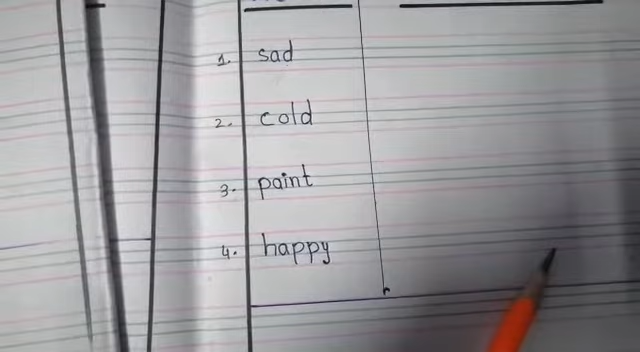 1. sad
2. cold
3. paint
4. happy